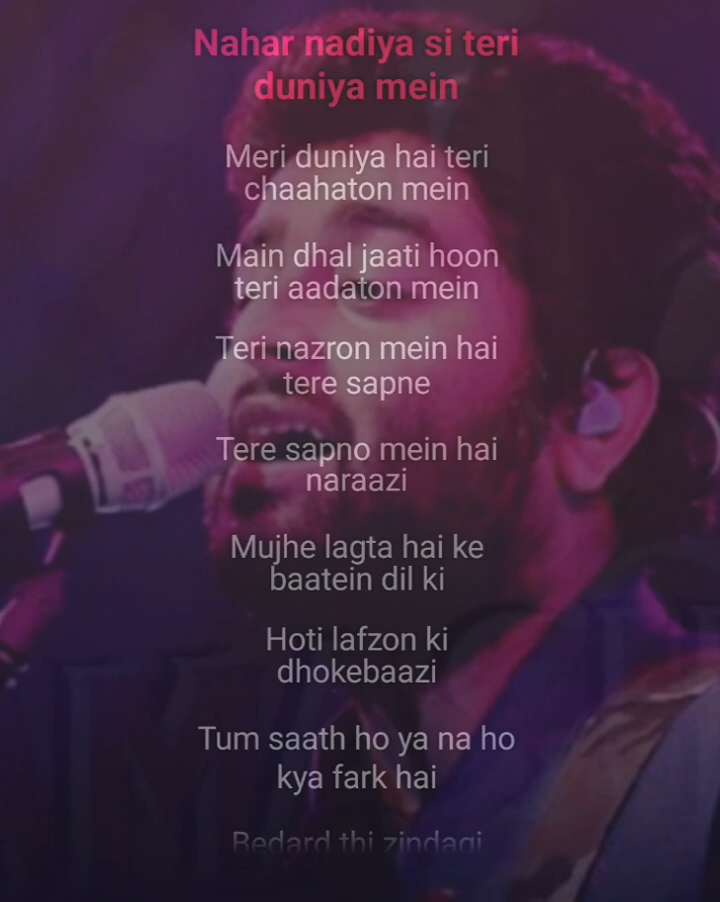 Nahar nadiya si teri
duniya mein
Meri duniya hai teri
chaahaton mein
Main dhal jaati hoon
teri aadaton mein
Teri nazron mein hai
tere sapne
Tere sapno mein hai
naraazi
Mujhe lagta hai ke
baatein dil ki
Hoti lafzon ki
dhokebaazi
Tum saath ho ya na ho
kya fark hai
Bedard thi zindagi